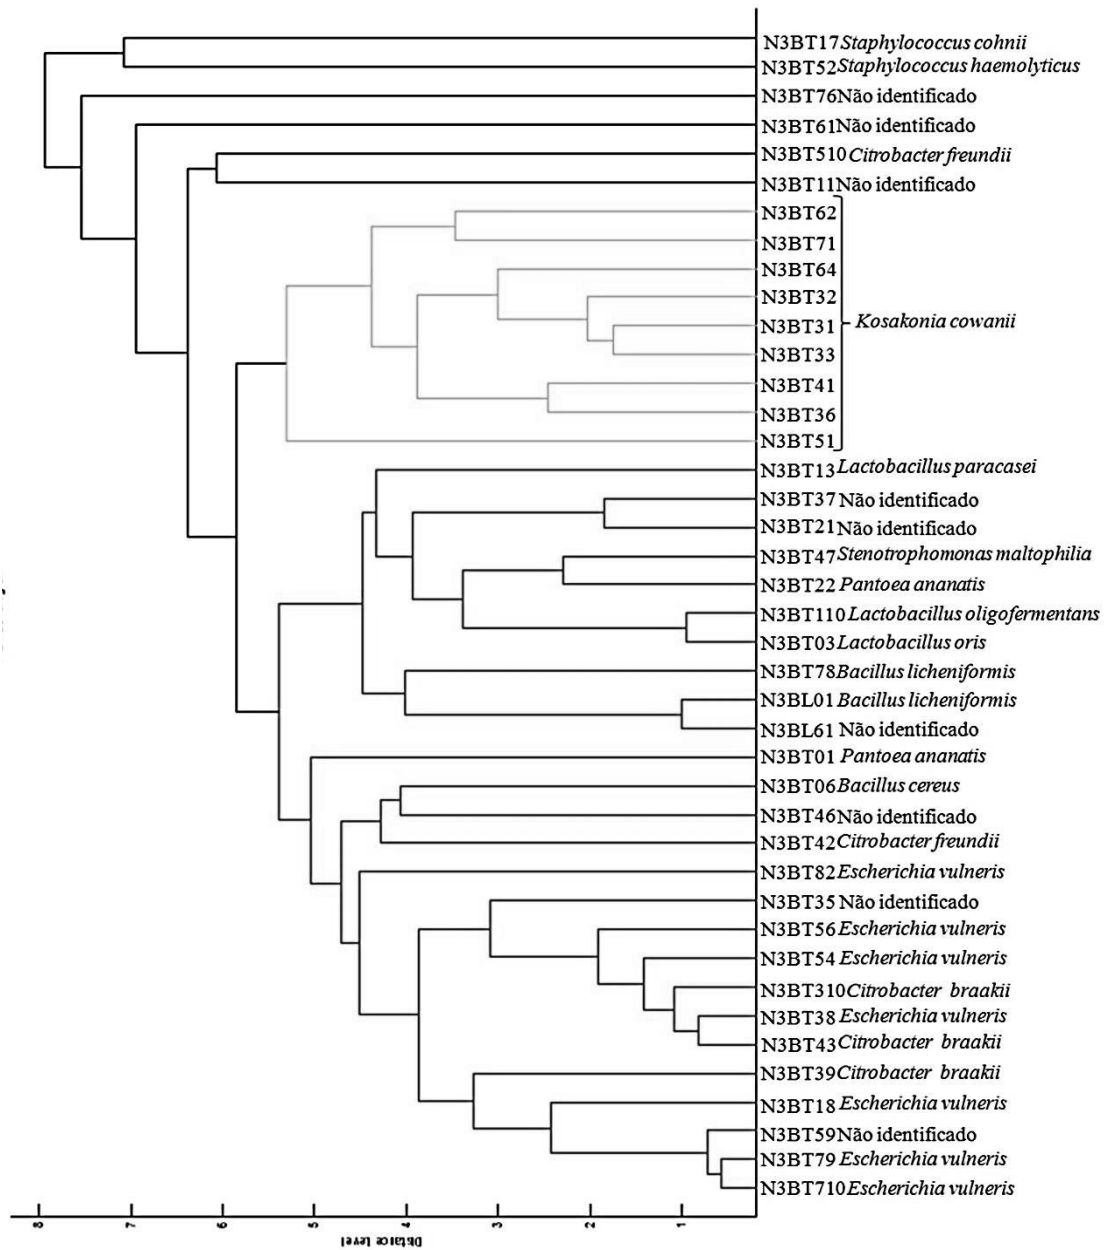 N3BT17 Staphylococcus cohnii
N3BT52 Staphylococcus haemolyticus
N3BT76 Não identificado
N3BT61 Não identificado
N3BT510 Citrobacter freundii
N3BT11 Não identificado
N3BT62
N3BT71
N3BT64
N3BT32
N3BT31
Kosakonia cowanii
N3BT33
N3BT41
N3BT36
N3BT51
N3BT13 Lactobacillus paracasei
N3BT37 Não identificado
N3BT21 Não identificado
N3BT47 Stenotrophomonas maltophilia
N3BT22 Pantoea ananatis
N3BT110 Lactobacillus oligofermentans
N3BT03 Lactobacillus oris
N3BT78 Bacillus licheniformis
N3BL01 Bacillus licheniformis
N3BL61 Não identificado
N3BT01 Pantoea ananatis
N3BT06 Bacillus cereus
N3BT46 Não identificado
N3BT42 Citrobacter freundii
N3BT82 Escherichia vulneris
N3BT35 Não identificado
N3BT56 Escherichia vulneris
N3BT54 Escherichia vulneris
N3BT310 Citrobacter braakii
N3BT38 Escherichia vulneris
N3BT43 Citrobacter braakii
N3BT39 Citrobacter braakii
N3BT18 Escherichia vulneris
N3BT59 Não identificado
N3BT79 Escherichia vulneris
N3BT710 Escherichia vulneris
8 7 6 5 4 3 2 1
Distance level